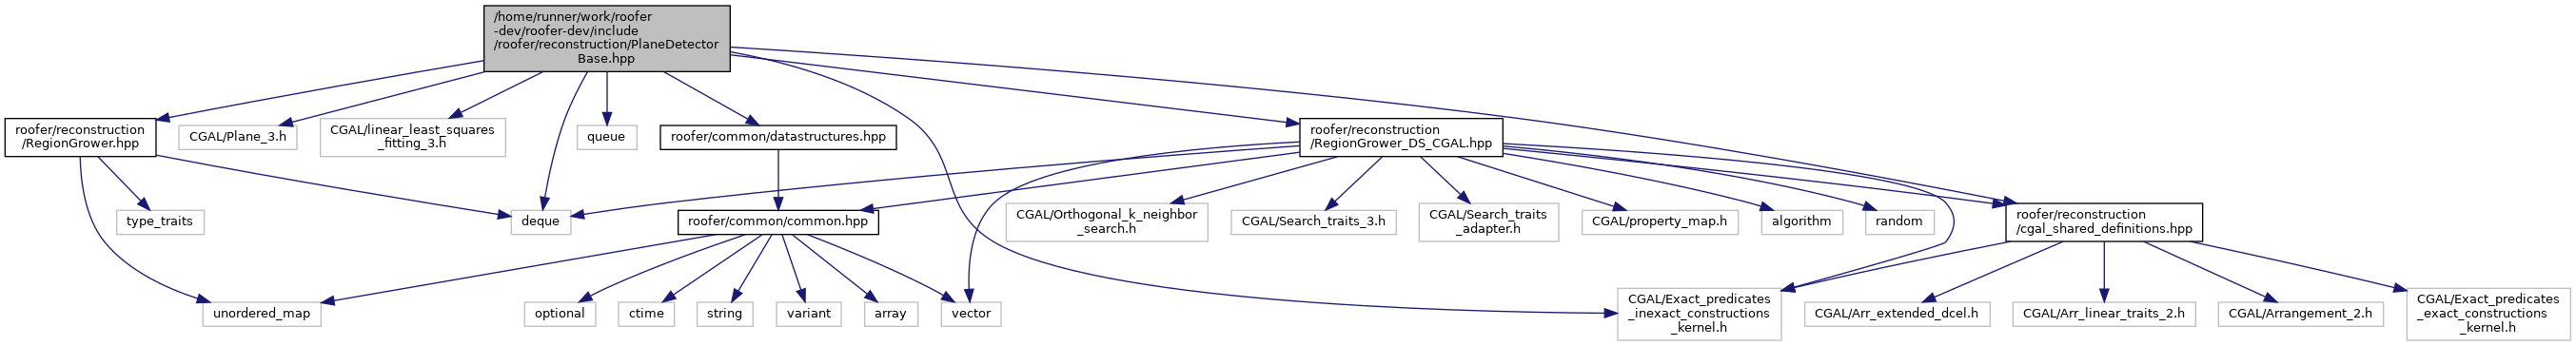 /home/runner/work/roofer
-dev/roofer-dev/include
/roofer/reconstruction/PlaneDetector
Base.hpp
roofer/reconstruction
/RegionGrower.hpp
CGAL/Plane_3.h
CGAL/linear_least_squares
_fitting_3.h
queue
roofer/common/datastructures.hpp
roofer/reconstruction
/RegionGrower_DS_CGAL.hpp
type_traits
deque
roofer/common/common.hpp
CGAL/Orthogonal_k_neighbor
_search.h
CGAL/Search_traits_3.h
CGAL/Search_traits
_adapter.h
CGAL/property_map.h
algorithm
random
roofer/reconstruction
/cgal_shared_definitions.hpp
unordered_map
optional
ctime
string
variant
array
vector
CGAL/Exact_predicates
_inexact_constructions
_kernel.h
CGAL/Arr_extended_dcel.h
CGAL/Arr_linear_traits_2.h
CGAL/Arrangement_2.h
CGAL/Exact_predicates
_exact_constructions
_kernel.h